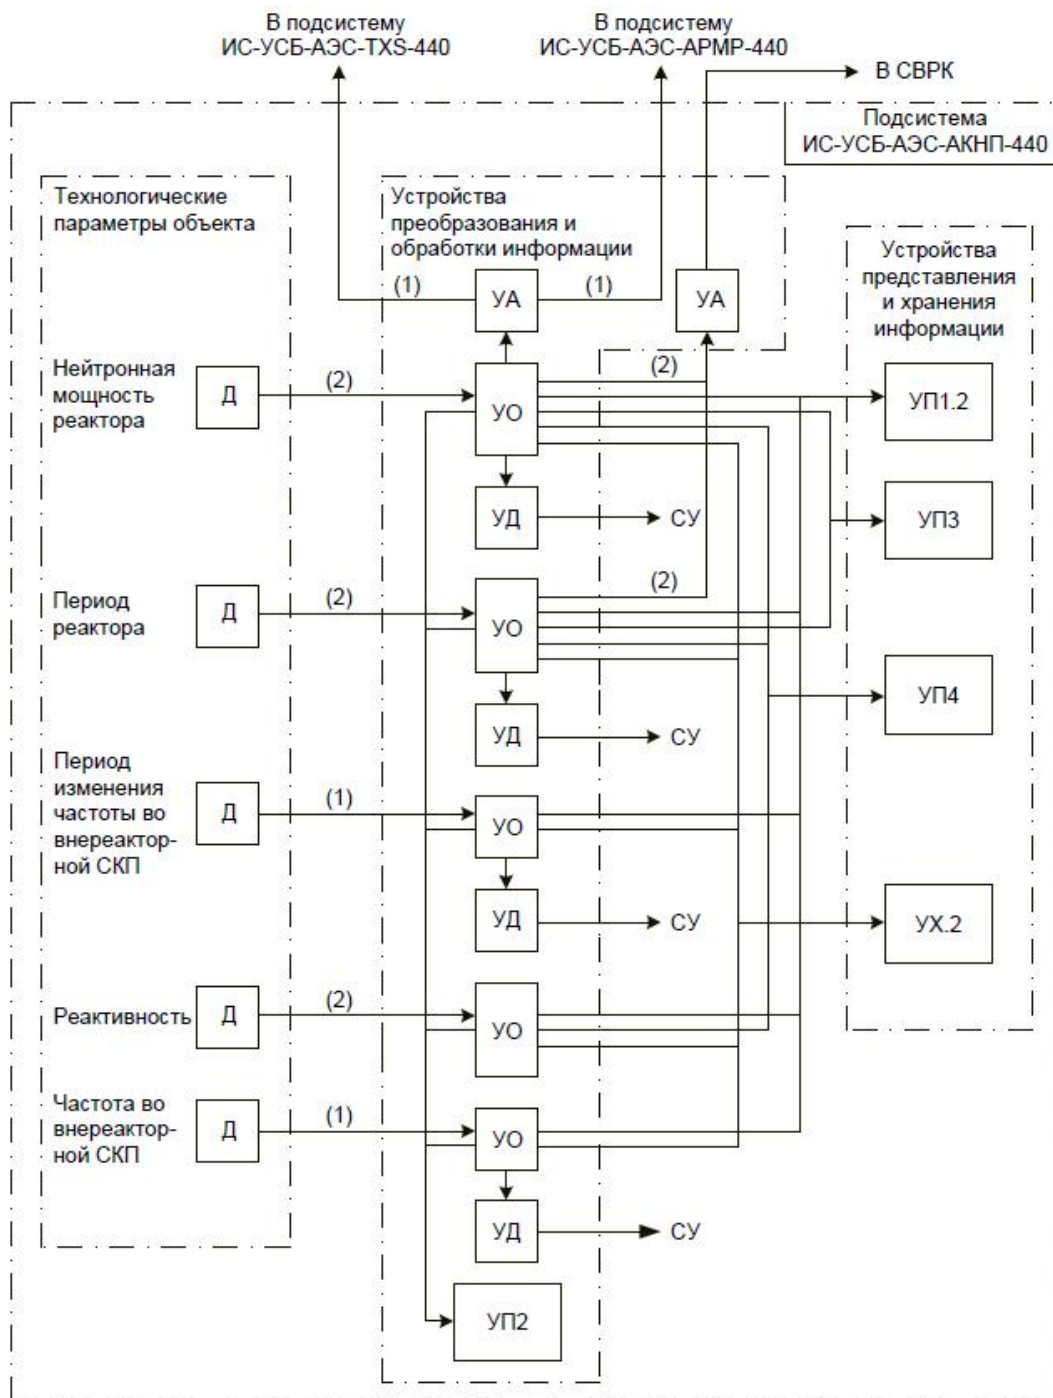 В подсистему
ИС-УСБ-АЭС-TXS-440
В подсистему
ИС-УСБ-АЭС-АРМР-440
В СВРК
Подсистема
ИС-УСБ-АЭС-АКНП-440
Технологические
параметры объекта
Устройства
преобразования и
обработки информации
Устройства
представления
и хранения
информации
(1)
УА
(1)
УА
Нейтронная
мощность
реактора
Д
(2)
УО
(2)
УП1.2
УД
СУ
УП3
Период
реактора
Д
(2)
УО
(2)
УД
СУ
УП4
Период
изменения
частоты во
внереактор-
ной СКП
Д
(1)
УО
УД
СУ
УХ.2
Реактивность
Д
(2)
УО
Частота во
внереактор-
ной СКП
Д
(1)
УО
УД
СУ
УП2